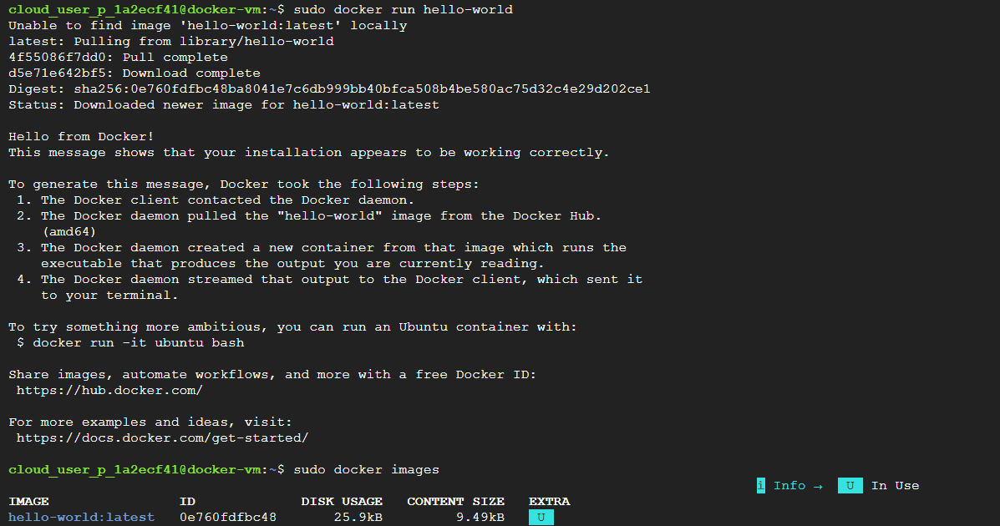 cloud_user_p_1a2ecf41@docker-vm:~$ sudo docker run hello-world
Unable to find image 'hello-world:latest' locally
latest: Pulling from library/hello-world
4f55086f7dd0: Pull complete
d5e71e642bf5: Download complete
Digest: sha256:0e760fdfbc48ba8041e7c6db999bb40bfca508b4be580ac75d32c4e29d202ce1
Status: Downloaded newer image for hello-world:latest

Hello from Docker!
This message shows that your installation appears to be working correctly.

To generate this message, Docker took the following steps:
 1. The Docker client contacted the Docker daemon.
 2. The Docker daemon pulled the "hello-world" image from the Docker Hub.
    (amd64)
 3. The Docker daemon created a new container from that image which runs the
    executable that produces the output you are currently reading.
 4. The Docker daemon streamed that output to the Docker client, which sent it
    to your terminal.

To try something more ambitious, you can run an Ubuntu container with:
 $ docker run -it ubuntu bash

Share images, automate workflows, and more with a free Docker ID:
 https://hub.docker.com/

For more examples and ideas, visit:
 https://docs.docker.com/get-started/

cloud_user_p_1a2ecf41@docker-vm:~$ sudo docker images
i Info → U In Use
IMAGE ID DISK USAGE CONTENT SIZE EXTRA
hello-world:latest 0e760fdfbc48 25.9kB 9.49kB U